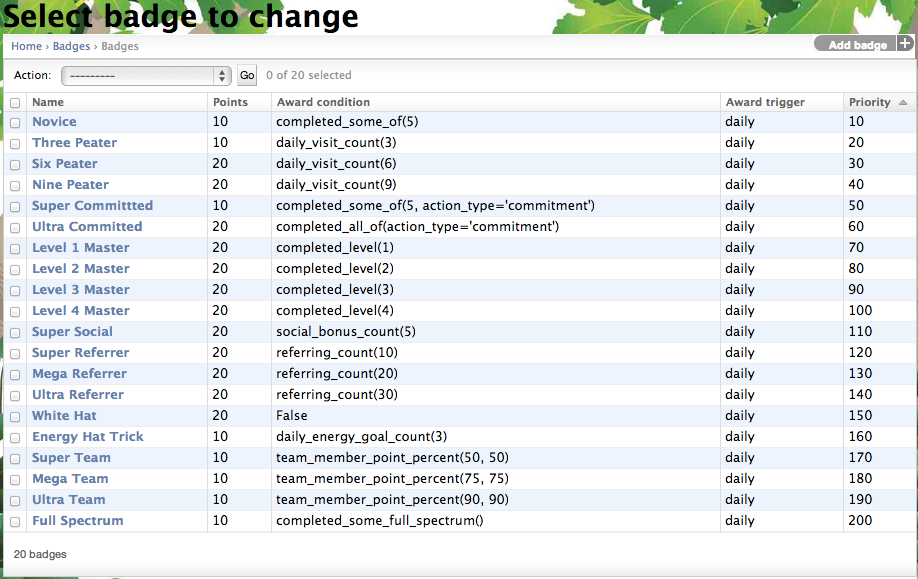 Select badge to change
Home › Badges › Badges
Add badge +
Action: --------- Go 0 of 20 selected
Name Points Award condition Award trigger Priority
Novice 10 completed_some_of(5) daily 10
Three Peater 10 daily_visit_count(3) daily 20
Six Peater 20 daily_visit_count(6) daily 30
Nine Peater 20 daily_visit_count(9) daily 40
Super Committted 10 completed_some_of(5, action_type='commitment') daily 50
Ultra Committed 20 completed_all_of(action_type='commitment') daily 60
Level 1 Master 20 completed_level(1) daily 70
Level 2 Master 20 completed_level(2) daily 80
Level 3 Master 20 completed_level(3) daily 90
Level 4 Master 20 completed_level(4) daily 100
Super Social 20 social_bonus_count(5) daily 110
Super Referrer 20 referring_count(10) daily 120
Mega Referrer 20 referring_count(20) daily 130
Ultra Referrer 20 referring_count(30) daily 140
White Hat 20 False daily 150
Energy Hat Trick 10 daily_energy_goal_count(3) daily 160
Super Team 10 team_member_point_percent(50, 50) daily 170
Mega Team 10 team_member_point_percent(75, 75) daily 180
Ultra Team 10 team_member_point_percent(90, 90) daily 190
Full Spectrum 10 completed_some_full_spectrum() daily 200
20 badges